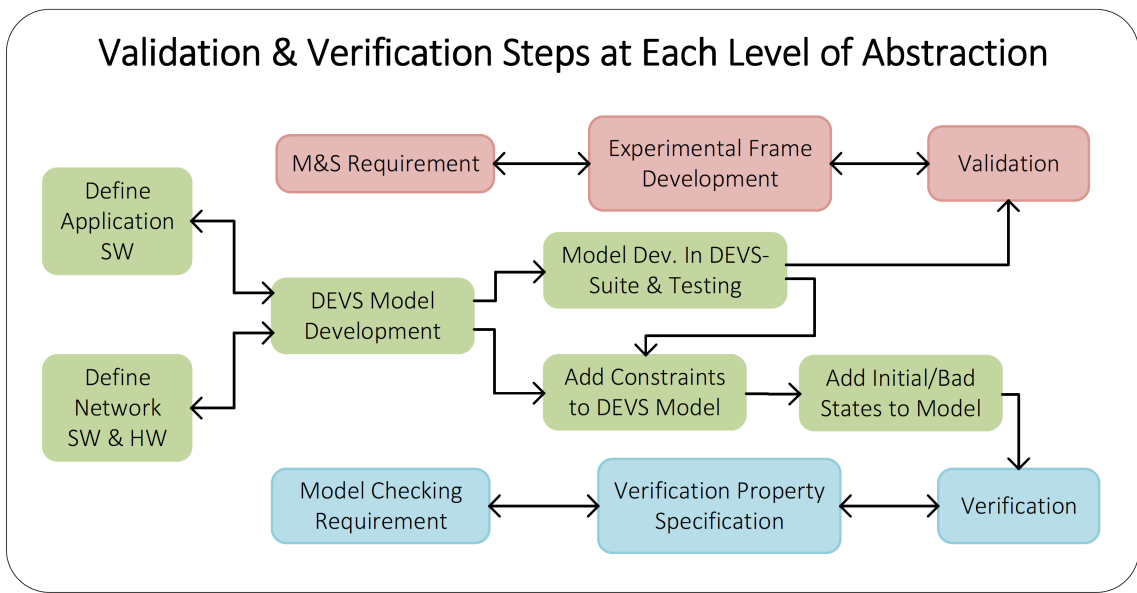 Validation & Verification Steps at Each Level of Abstraction
M&S Requirement
Experimental Frame
Development
Validation
Define
Application
SW
Model Dev. In DEVS-
Suite & Testing
DEVS Model
Development
Define
Network
SW & HW
Add Constraints
to DEVS Model
Add Initial/Bad
States to Model
Model Checking
Requirement
Verification Property
Specification
Verification